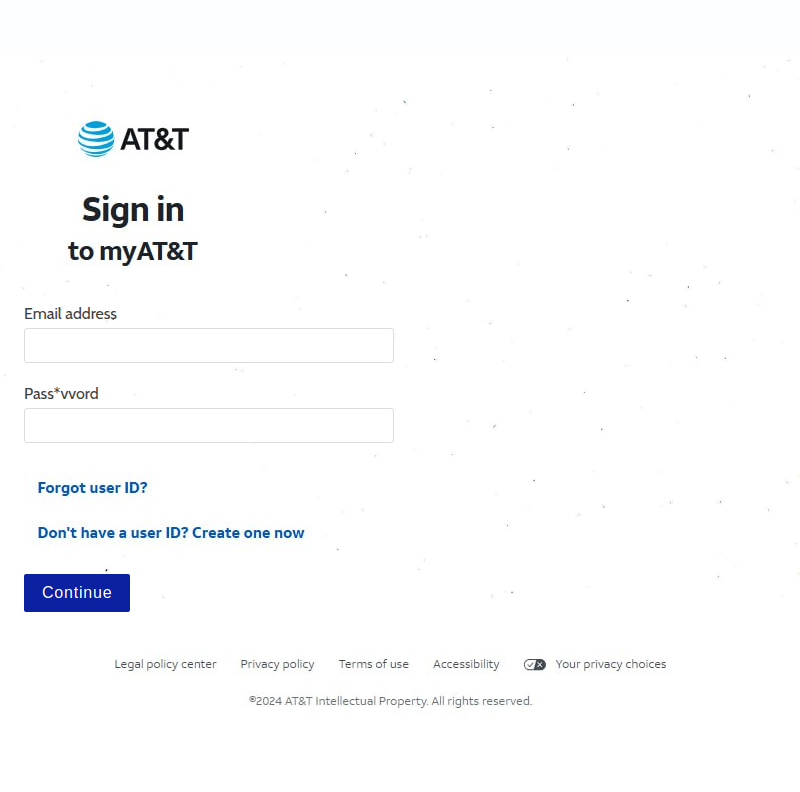 AT&T
Sign in
to myAT&T
Email address
Pass*vvord
Forgot user ID?
Don't have a user ID? Create one now
Continue
Legal policy center Privacy policy Terms of use Accessibility Your privacy choices
©2024 AT&T Intellectual Property. All rights reserved.